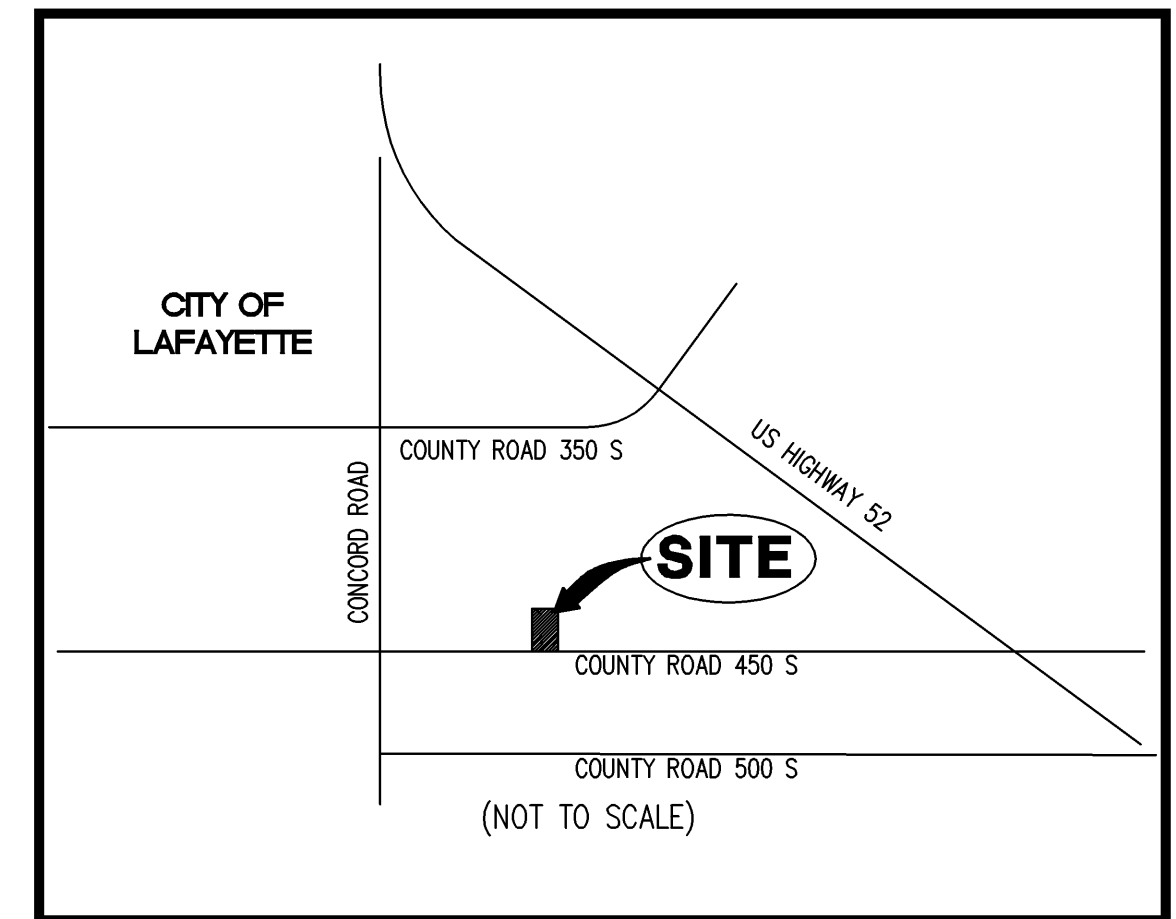 CITY OF
LAFAYETTE
COUNTY ROAD 350 S
US HIGHWAY 52
CONCORD ROAD
SITE
COUNTY ROAD 450 S
COUNTY ROAD 500 S
(NOT TO SCALE)